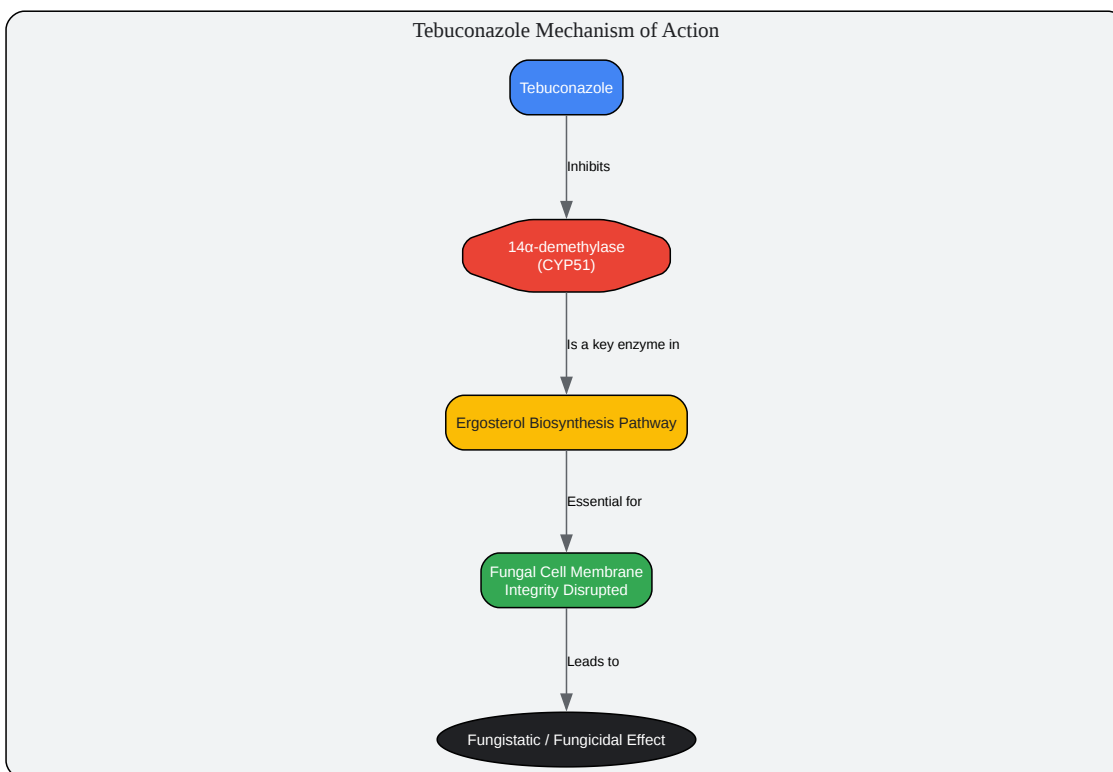 Tebuconazole Mechanism of Action
Tebuconazole
Inhibits
14α-demethylase
(CYP51)
Is a key enzyme in
Ergosterol Biosynthesis Pathway
Essential for
Fungal Cell Membrane
Integrity Disrupted
Leads to
Fungistatic / Fungicidal Effect